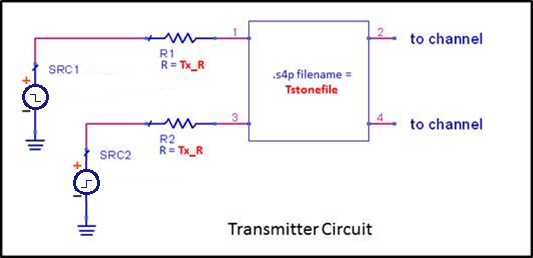 1
2
to channel
R1
R = Tx_R
SRC1
+
−
.s4p filename =
Tstonefile
3
4
to channel
R2
R = Tx_R
SRC2
+
−
Transmitter Circuit